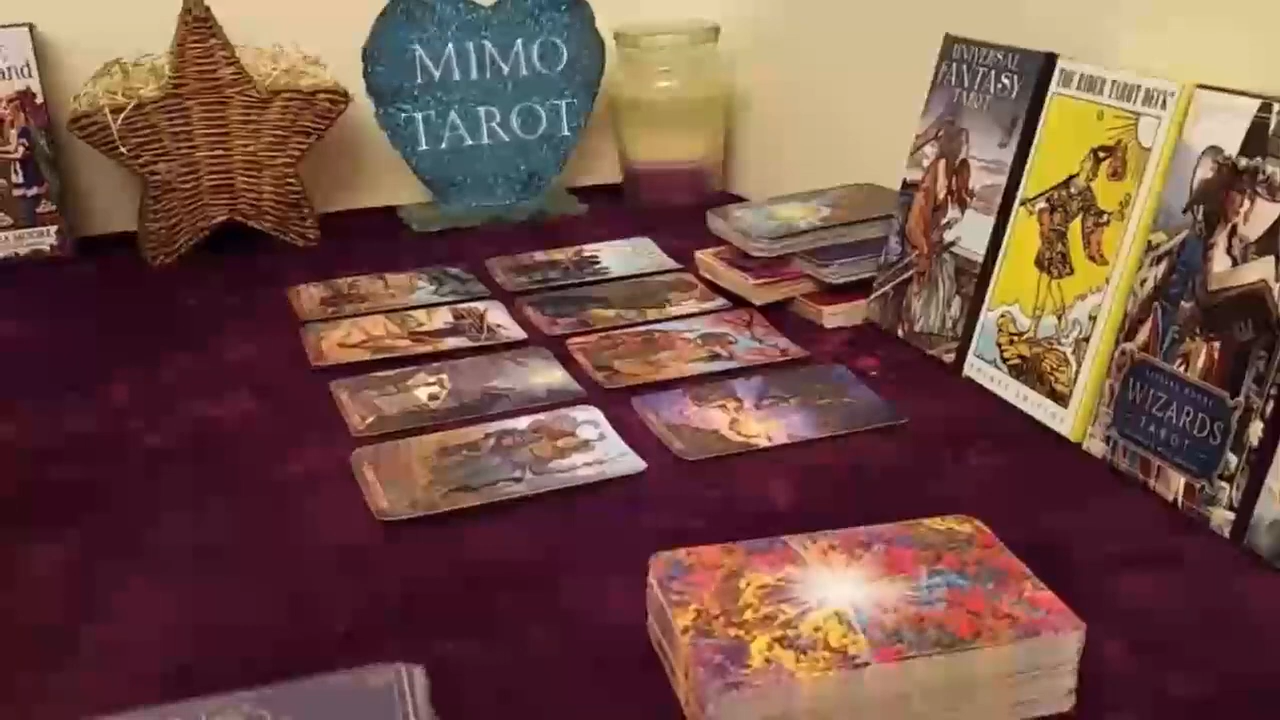 MIMO
TAROT
UNIVERSAL
FANTASY
TAROT
THE RIDER TAROT DECK
WIZARDS
TAROT